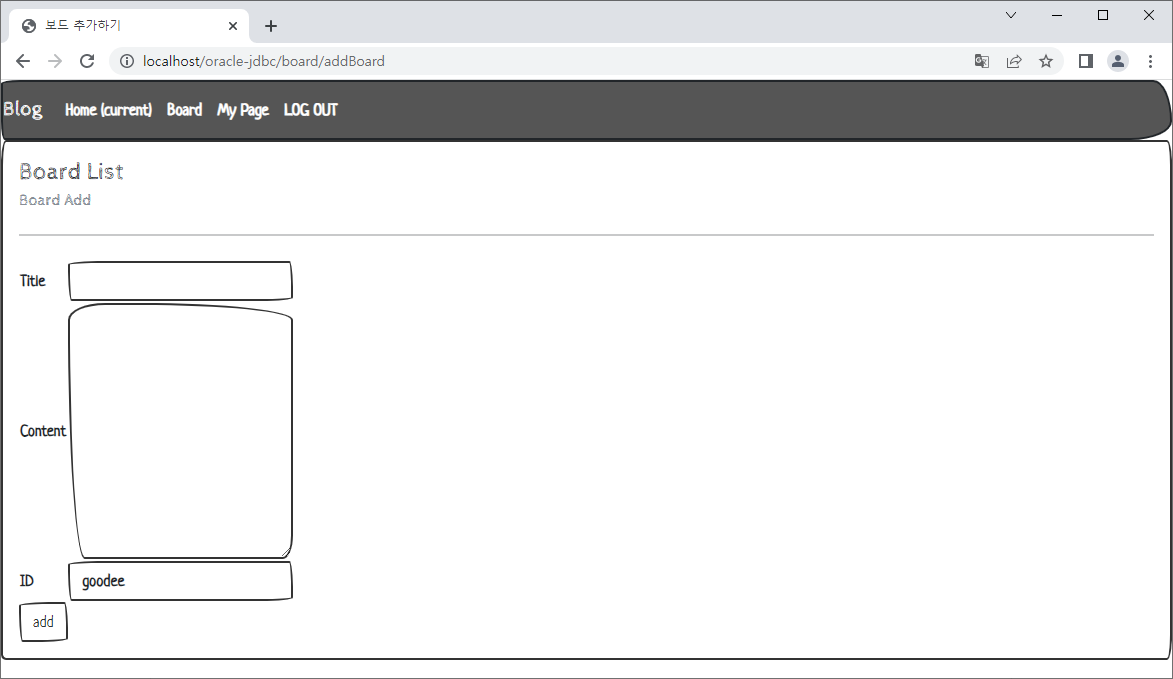 보드 추가하기
localhost/oracle-jdbc/board/addBoard
Blog Home (current) Board My Page LOG OUT
Board List
Board Add
Title
Content
ID goodee
add